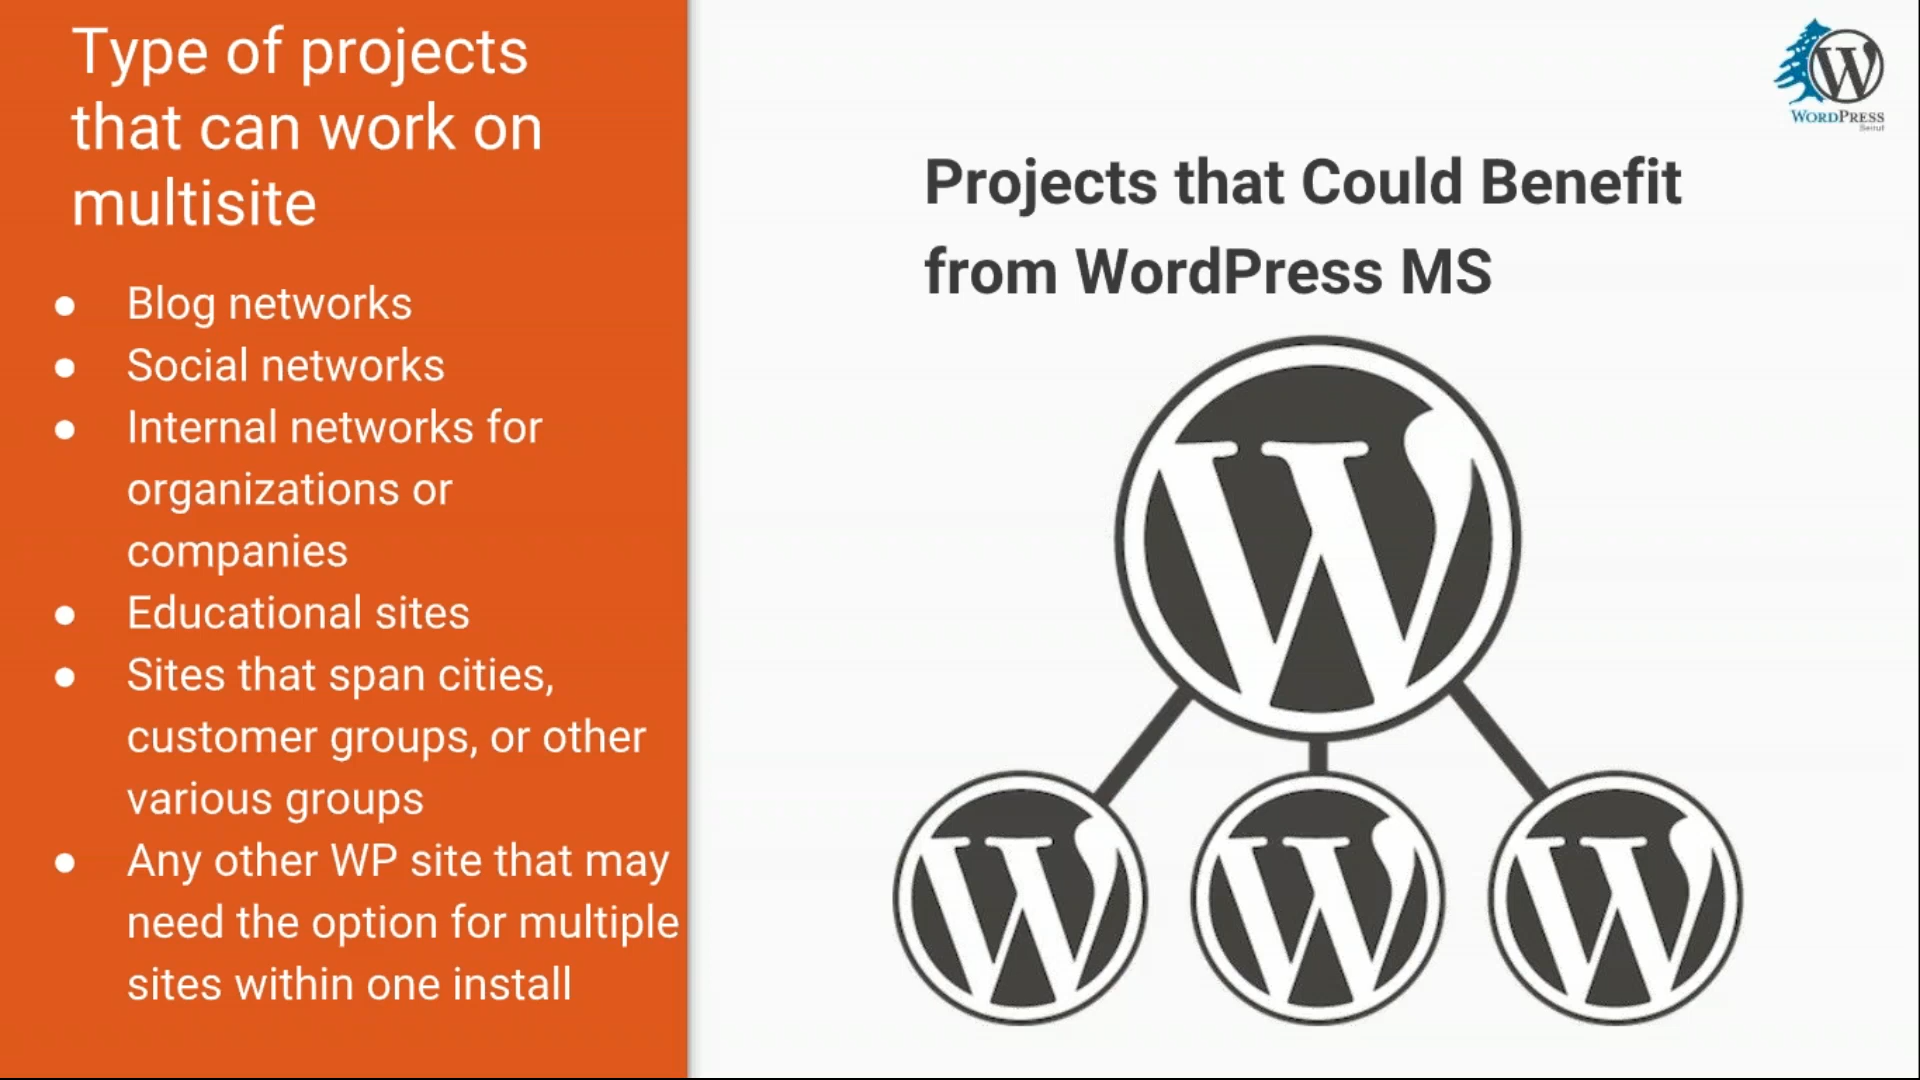 Type of projects
that can work on
multisite
● Blog networks
● Social networks
● Internal networks for
organizations or
companies
● Educational sites
● Sites that span cities,
customer groups, or other
various groups
● Any other WP site that may
need the option for multiple
sites within one install
WORDPRESS
Beirut
Projects that Could Benefit
from WordPress MS